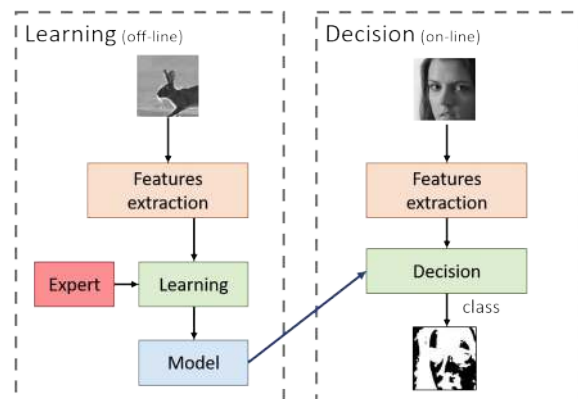 Learning (off-line)
Features
extraction
Expert
Learning
Model
Decision (on-line)
Features
extraction
Decision
class